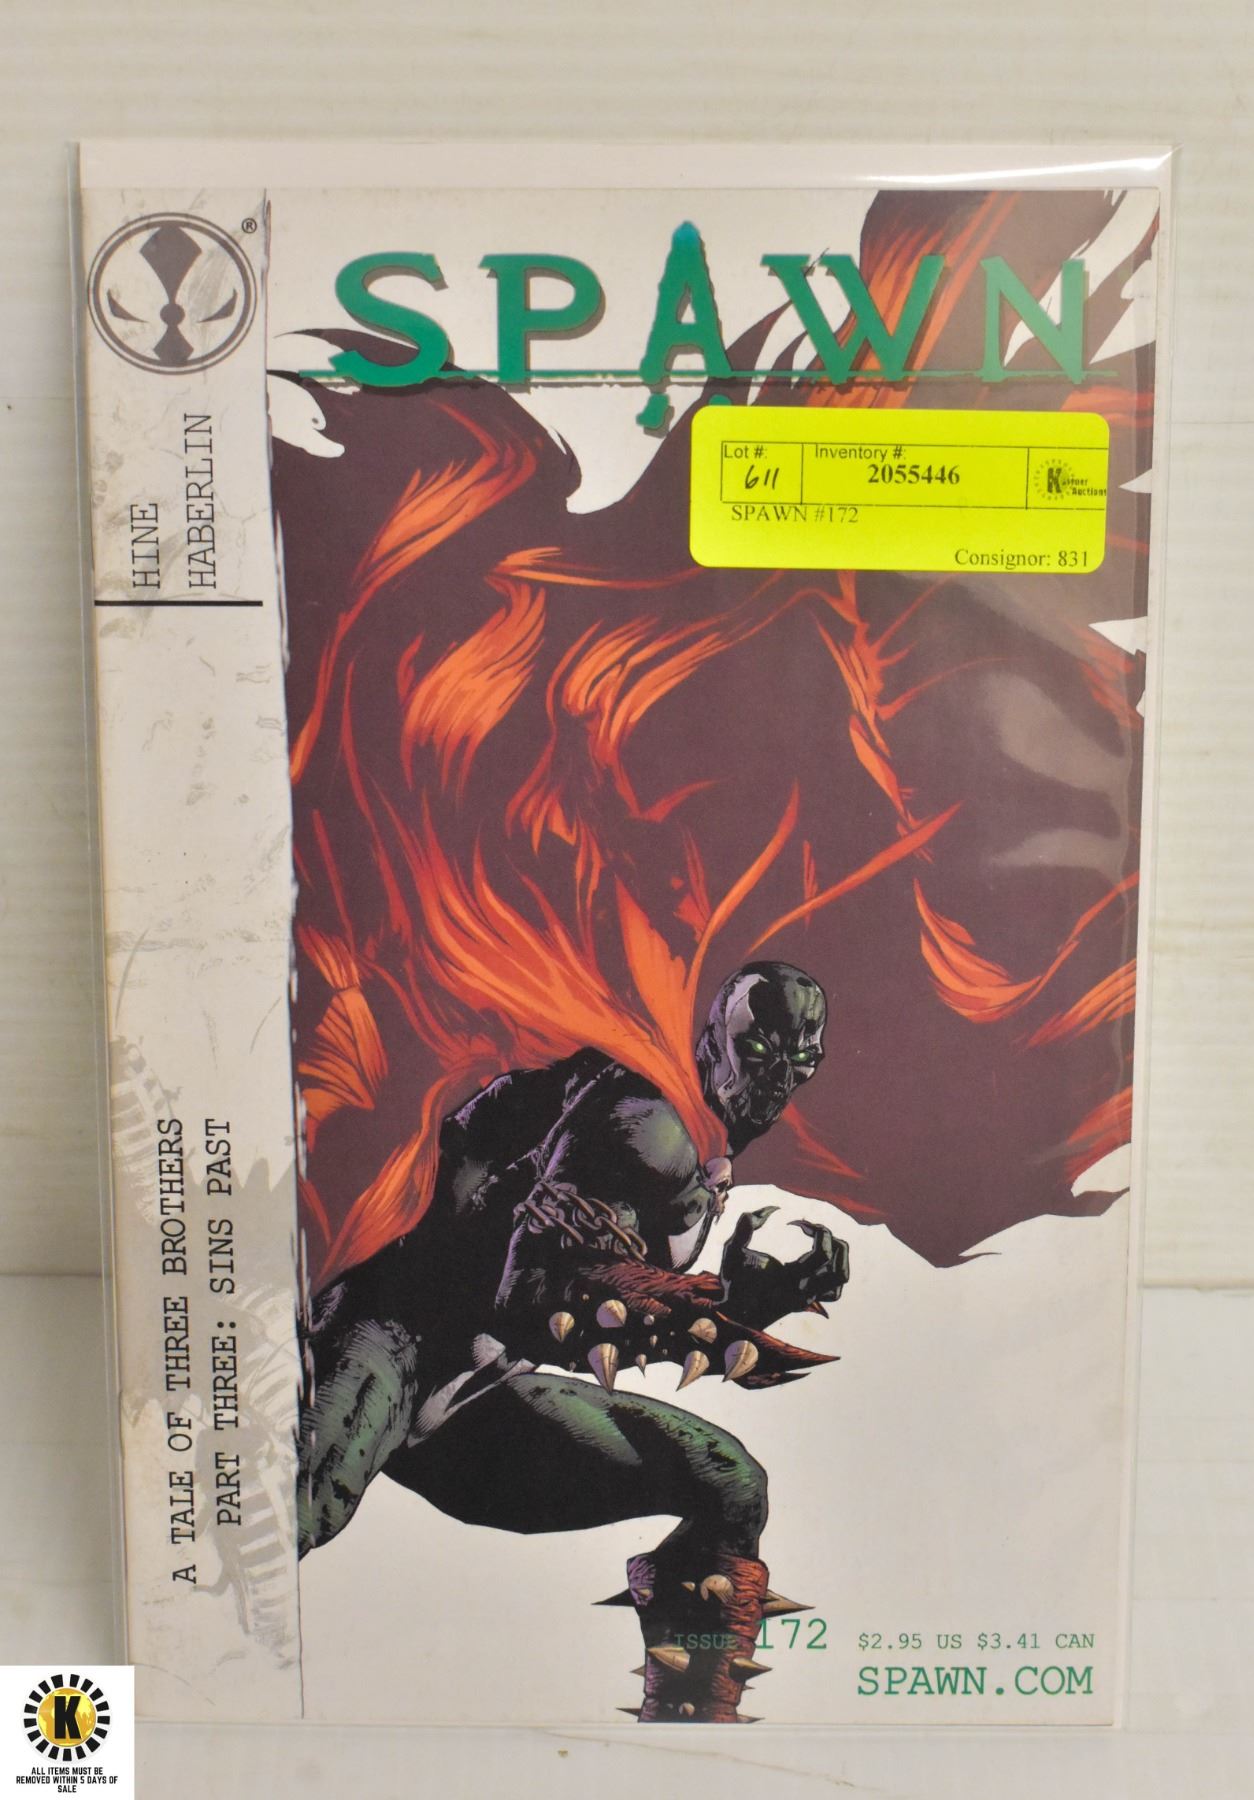 ®
SPAWN
HINE
HABERLIN
Lot #:
611
Inventory #:
2055446
Kastner
Auctions
SPAWN #172
Consignor: 831
A TALE OF THREE BROTHERS
PART THREE: SINS PAST
ISSUE 172 $2.95 US $3.41 CAN
SPAWN.COM
K
ALL ITEMS MUST BE
REMOVED WITHIN 5 DAYS OF
SALE